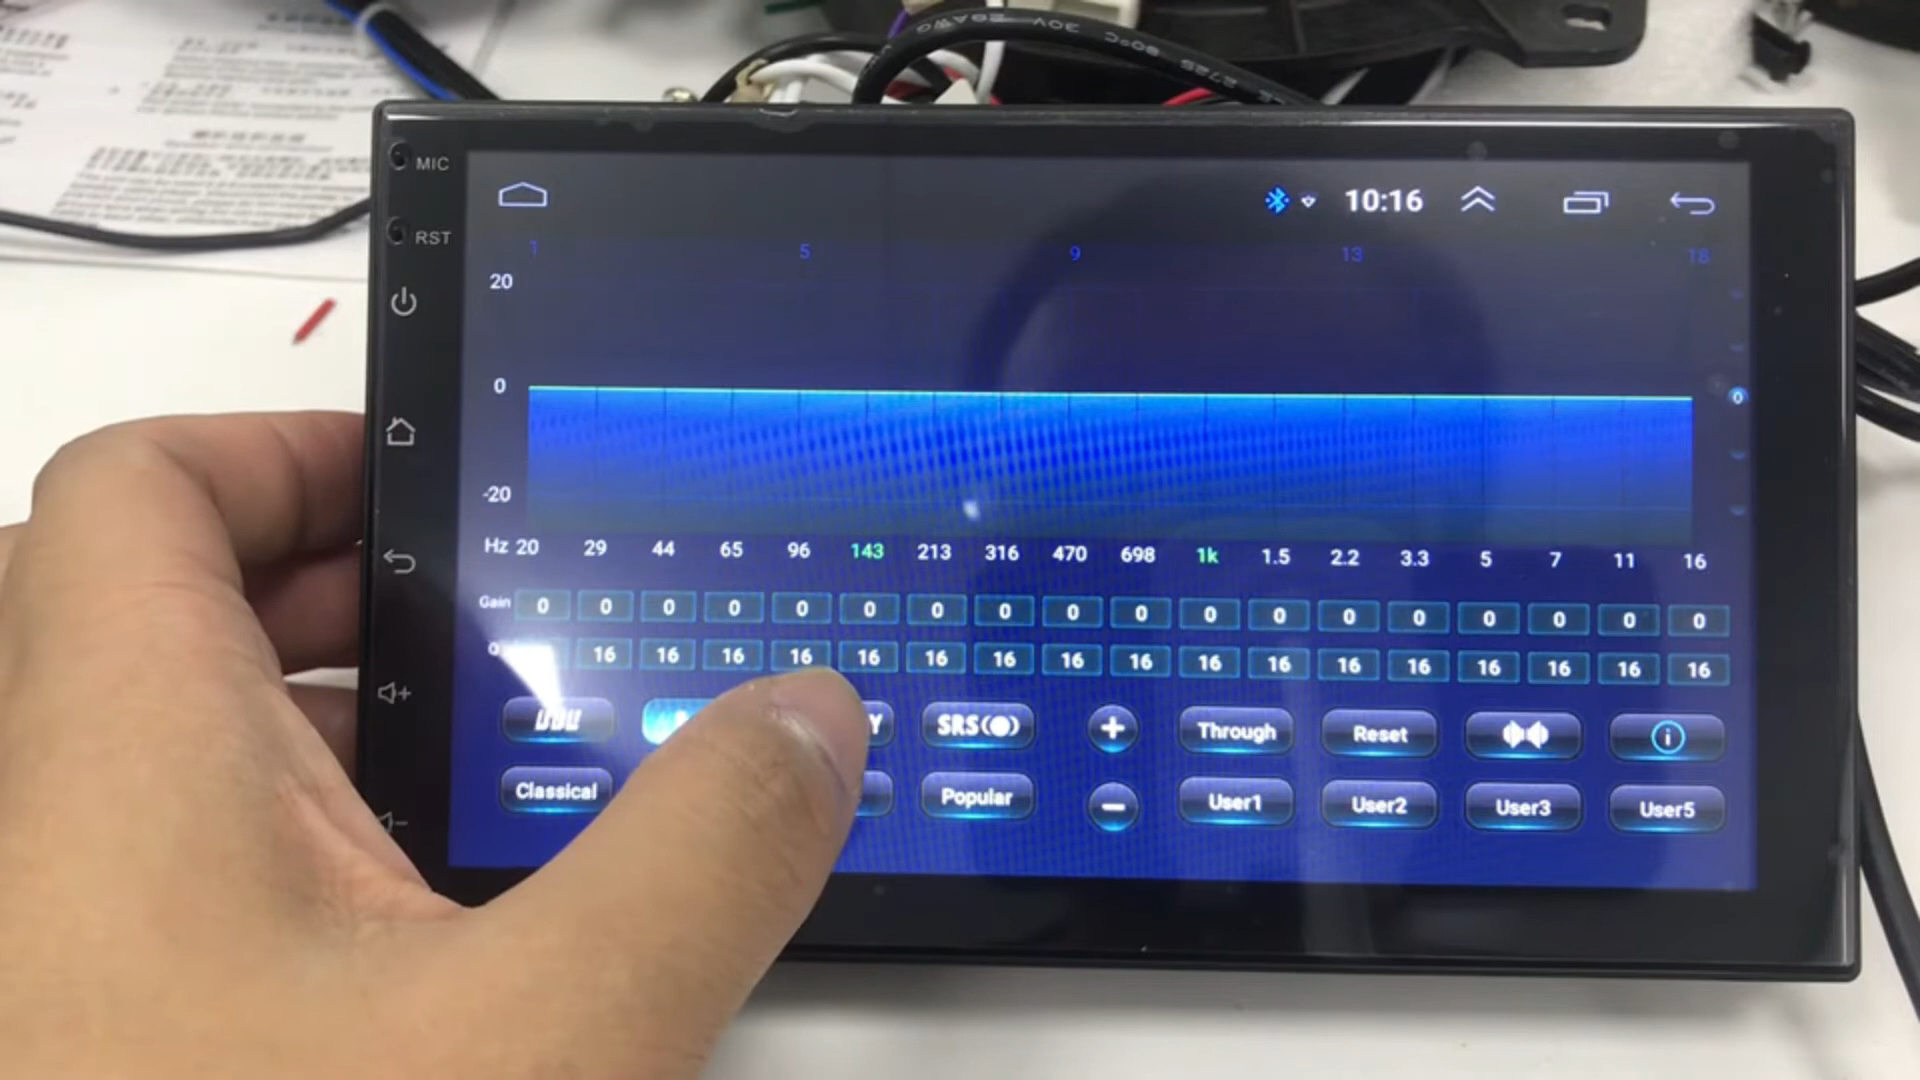 28AWG 30V 80°C 2725
MIC
RST
10:16
1 5 9 13 18
20
0
0
-20
Hz 20 29 44 65 96 143 213 316 470 698 1k 1.5 2.2 3.3 5 7 11 16
Gain 0 0 0 0 0 0 0 0 0 0 0 0 0 0 0 0 0 0
16 16 16 16 16 16 16 16 16 16 16 16 16 16 16 16 16
Y SRS + Through Reset i
Classical Popular − User1 User2 User3 User5